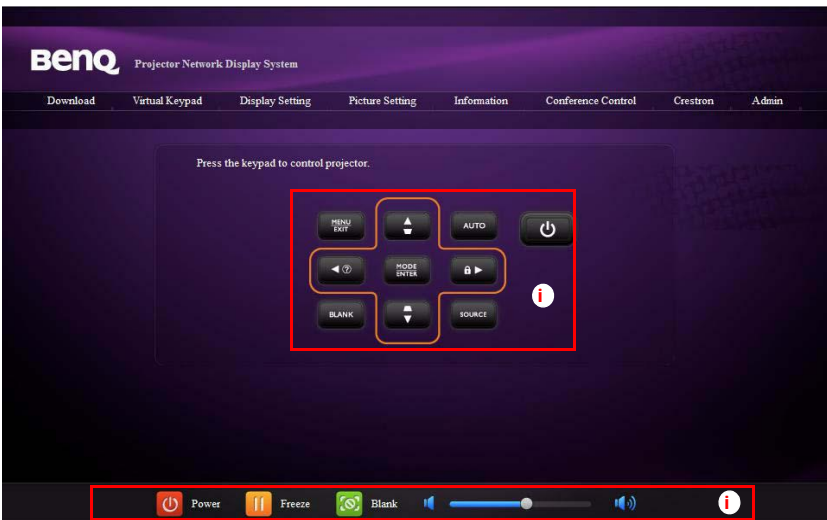 BenQ Projector Network Display System
Download Virtual Keypad Display Setting Picture Setting Information Conference Control Crestron Admin
Press the keypad to control projector.
MENU
EXIT
AUTO
?
MODE
ENTER
i
BLANK
SOURCE
Power Freeze Blank i